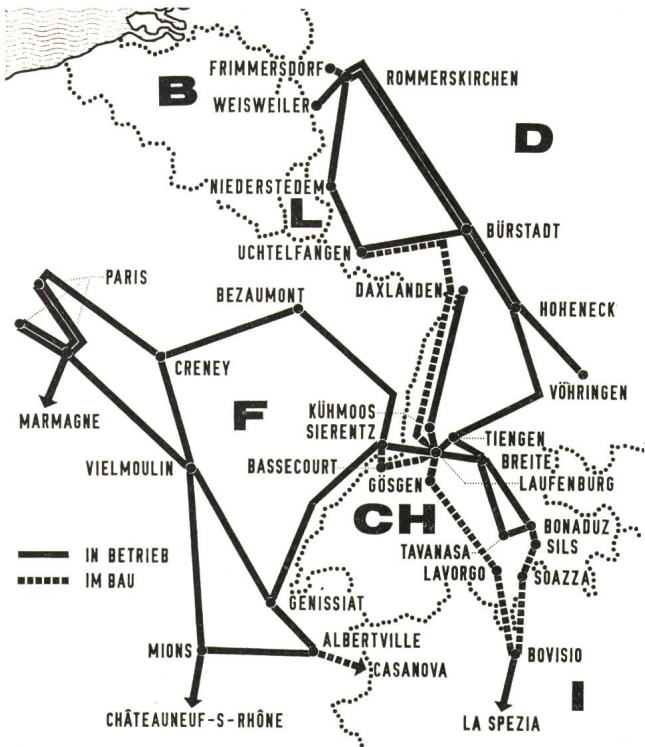 FRIMMERSDORF
ROMMERSKIRCHEN
B
WEISWEILER
D
NIEDERSTEDEM
L
BÜRSTADT
UCHTELFANGEN
PARIS
BEZAUMONT
DAXLANDEN
HOHENECK
CRENEY
VÖHRINGEN
MARMAGNE
F
KÜHMOOS
SIERENTZ
TIENGEN
VIELMOULIN
BASSECOURT
BREITE
GÖSGEN
LAUFENBURG
CH
BONADUZ
IN BETRIEB
TAVANASA
SILS
IM BAU
LAVORGO
SOAZZA
GENISSIAT
ALBERTVILLE
MIONS
BOVISIO
CASANOVA
I
CHÂTEAUNEUF-S-RHÔNE
LA SPEZIA